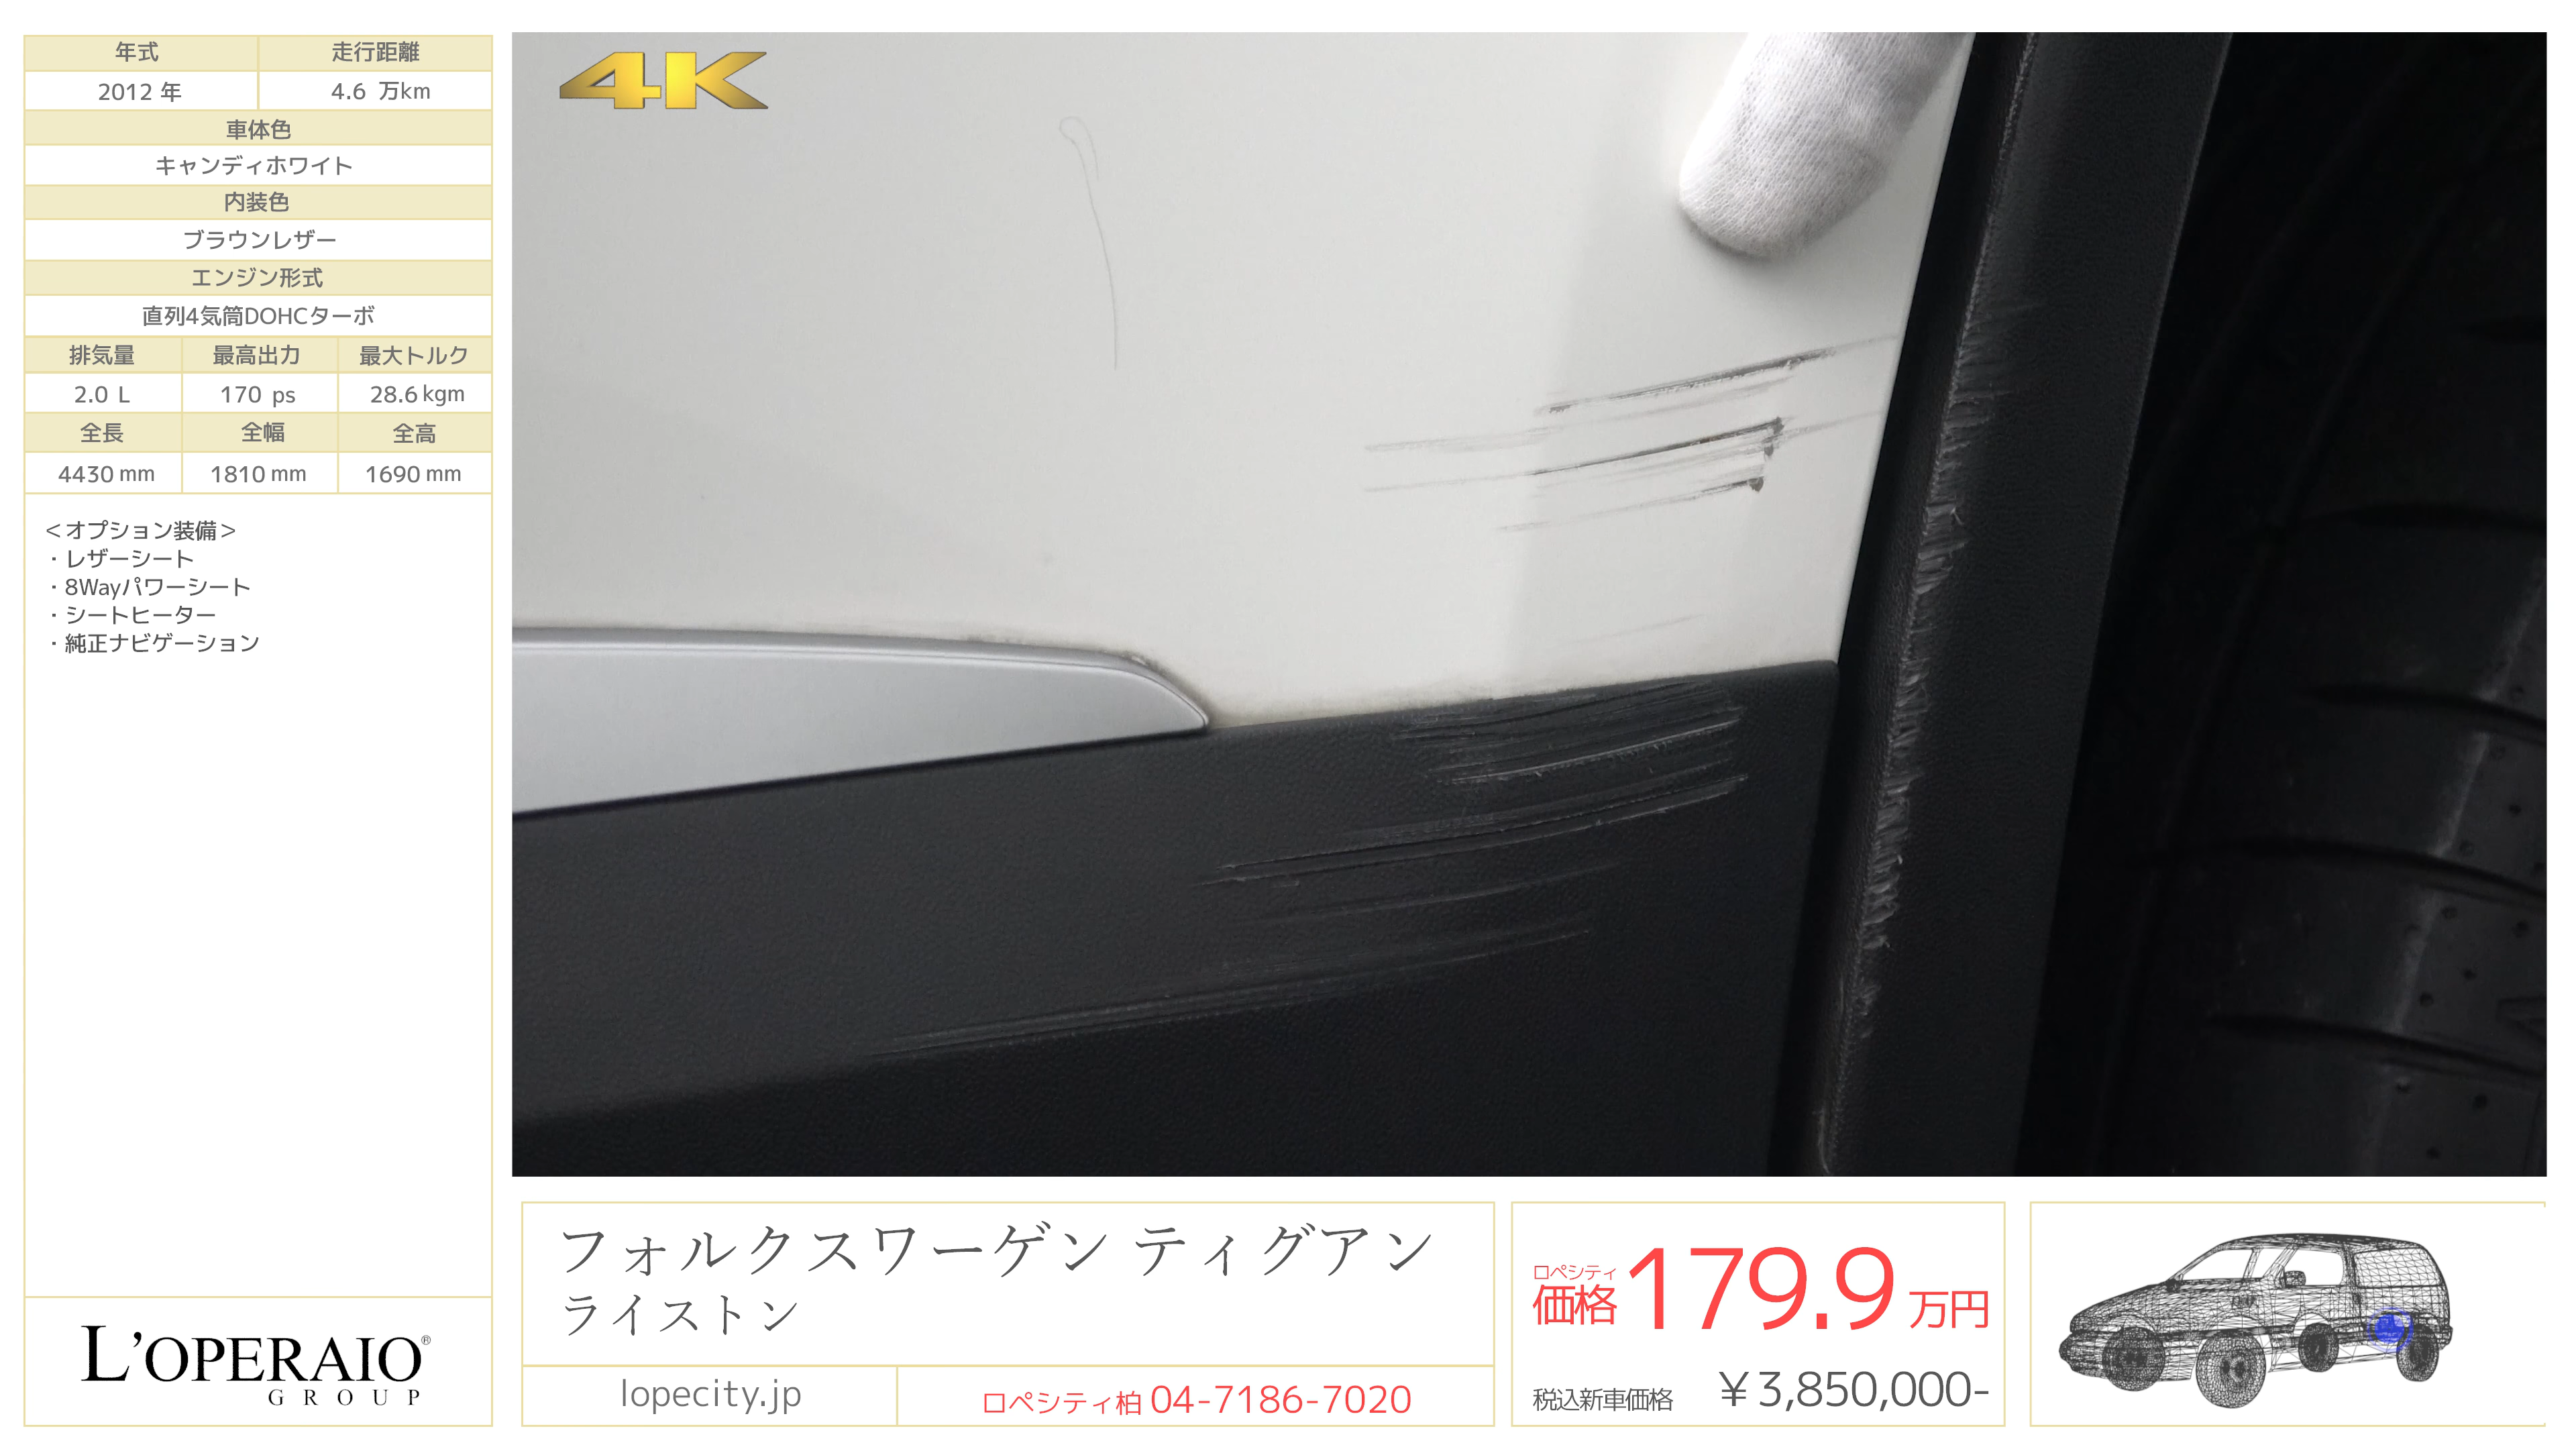 年式 走行距離
2012 年 4.6 万km
車体色
キャンディホワイト
内装色
ブラウンレザー
エンジン形式
直列4気筒DOHCターボ
排気量 最高出力 最大トルク
2.0 L 170 ps 28.6 kgm
全長 全幅 全高
4430 mm 1810 mm 1690 mm
＜オプション装備＞
・レザーシート
・8Wayパワーシート
・シートヒーター
・純正ナビゲーション
L'OPERAIO®
GROUP
4K
フォルクスワーゲン ティグアン
ライストン
lopecity.jp
ロペシティ柏 04-7186-7020
ロペシティ
価格 179.9 万円
税込新車価格 ￥3,850,000-